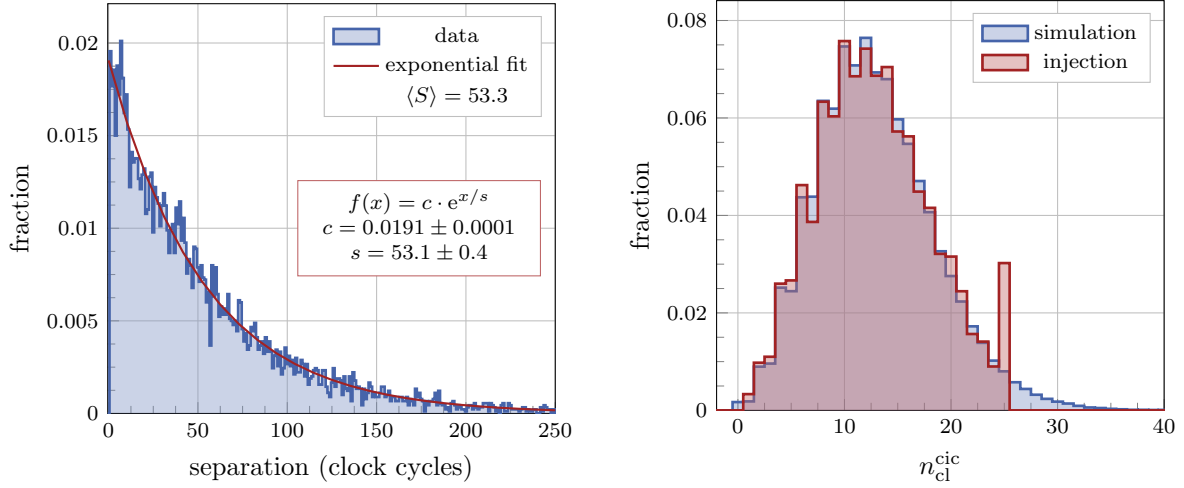 0.02
0.015
0.01
0.005
0
fraction
data
exponential fit
⟨S⟩ = 53.3
f(x) = c · e^{x/s}
c = 0.0191 ± 0.0001
s = 53.1 ± 0.4
0 50 100 150 200 250
separation (clock cycles)
0.08
0.06
0.04
0.02
0
fraction
simulation
injection
0 10 20 30 40
n_{cl}^{cic}